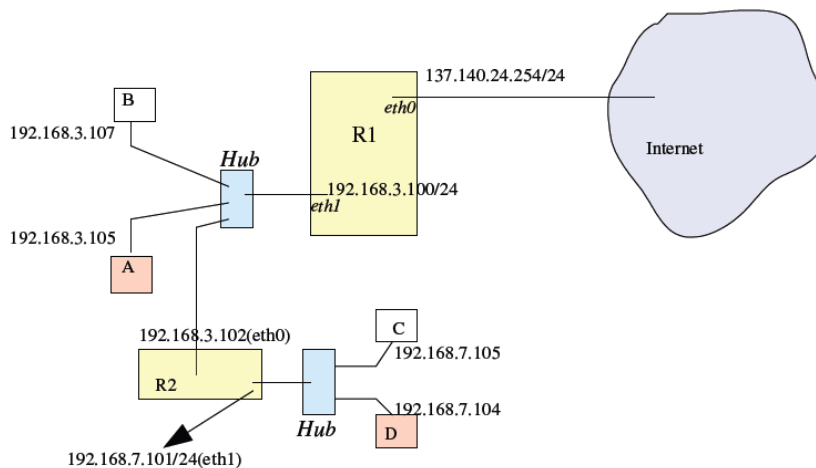 137.140.24.254/24
B
eth0
R1
192.168.3.107
Internet
Hub
192.168.3.100/24
eth1
192.168.3.105
A
192.168.3.102(eth0)
C
192.168.7.105
R2
192.168.7.104
Hub
D
192.168.7.101/24(eth1)